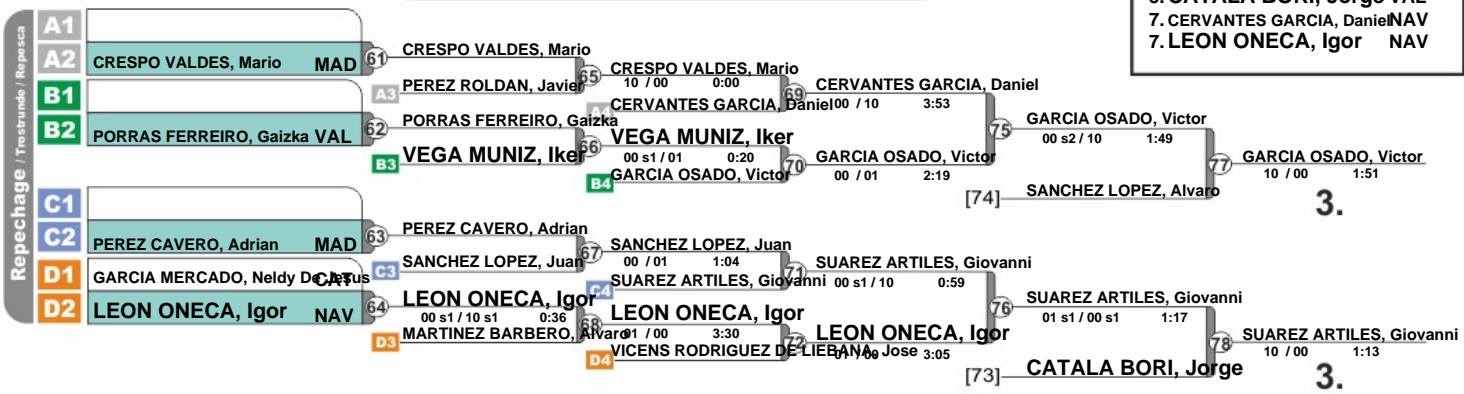 5. CATALA BORI, Jorge VAL
7. CERVANTES GARCIA, Daniel NAV
7. LEON ONECA, Igor NAV
Repechage / Trostrunde / Repesca
A1
A2 CRESPO VALDES, Mario MAD
B1
B2 PORRAS FERREIRO, Gaizka VAL
C1
C2 PEREZ CAVERO, Adrian MAD
D1 GARCIA MERCADO, Neldy De Jesus CAT
D2 LEON ONECA, Igor NAV
61 CRESPO VALDES, Mario
A3 PEREZ ROLDAN, Javier
62 PORRAS FERREIRO, Gaizka
B3 VEGA MUNIZ, Iker
63 PEREZ CAVERO, Adrian
C3 SANCHEZ LOPEZ, Juan
64 LEON ONECA, Igor
00 s1 / 10 s1 0:36
D3 MARTINEZ BARBERO, Alvaro
65 CRESPO VALDES, Mario
10 / 00 0:00
A4 CERVANTES GARCIA, Daniel
66 VEGA MUNIZ, Iker
00 s1 / 01 0:20
B4 GARCIA OSADO, Victor
67 SANCHEZ LOPEZ, Juan
00 / 01 1:04
C4 SUAREZ ARTILES, Giovanni
68 LEON ONECA, Igor
01 / 00 3:30
D4 VICENS RODRIGUEZ DE LIEBANA, Jose
69 CERVANTES GARCIA, Daniel
00 / 10 3:53
70 GARCIA OSADO, Victor
00 / 01 2:19
71 SUAREZ ARTILES, Giovanni
00 s1 / 10 0:59
72 LEON ONECA, Igor
01 / 00 3:05
75 GARCIA OSADO, Victor
00 s2 / 10 1:49
[74] SANCHEZ LOPEZ, Alvaro
76 SUAREZ ARTILES, Giovanni
01 s1 / 00 s1 1:17
[73] CATALA BORI, Jorge
77 GARCIA OSADO, Victor
10 / 00 1:51
3.
78 SUAREZ ARTILES, Giovanni
10 / 00 1:13
3.